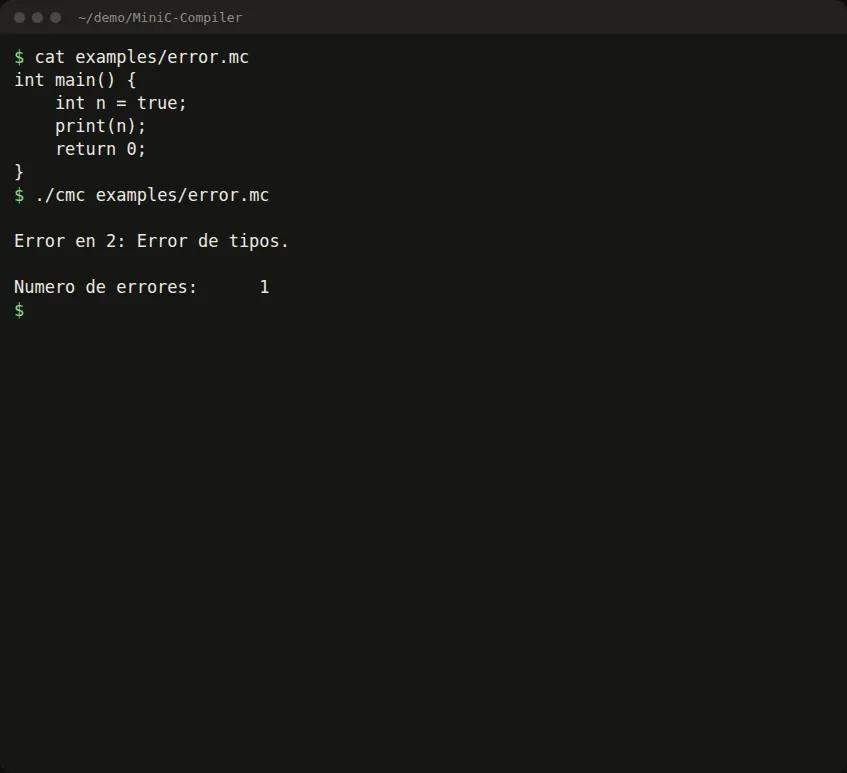 ~/demo/MiniC-Compiler
$ cat examples/error.mc
int main() {
    int n = true;
    print(n);
    return 0;
}
$ ./cmc examples/error.mc
Error en 2: Error de tipos.
Numero de errores:      1
$